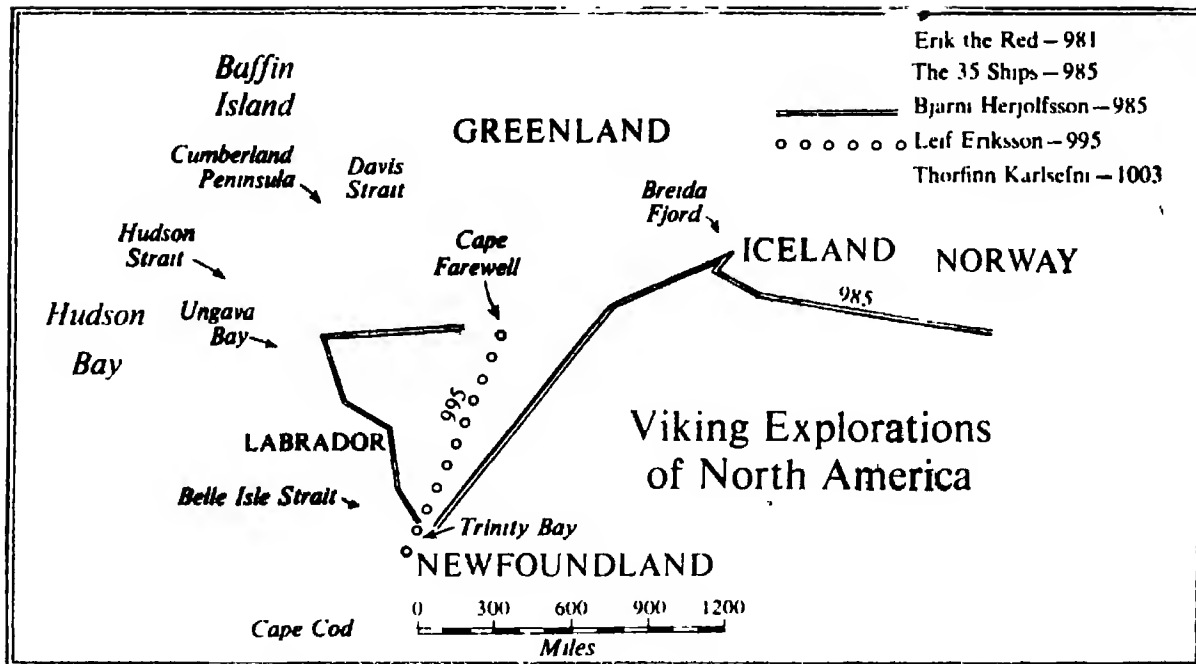 Erik the Red – 981
The 35 Ships – 985
Bjarni Herjolfsson – 985
Leif Eriksson – 995
Thorfinn Karlsefni – 1003
Baffin
Island
GREENLAND
Cumberland
Peninsula
Davis
Strait
Breida
Fjord
Hudson
Strait
Cape
Farewell
ICELAND
NORWAY
985
Hudson
Bay
Ungava
Bay
995
LABRADOR
Viking Explorations
of North America
Belle Isle Strait
Trinity Bay
NEWFOUNDLAND
0 300 600 900 1200
Cape Cod
Miles